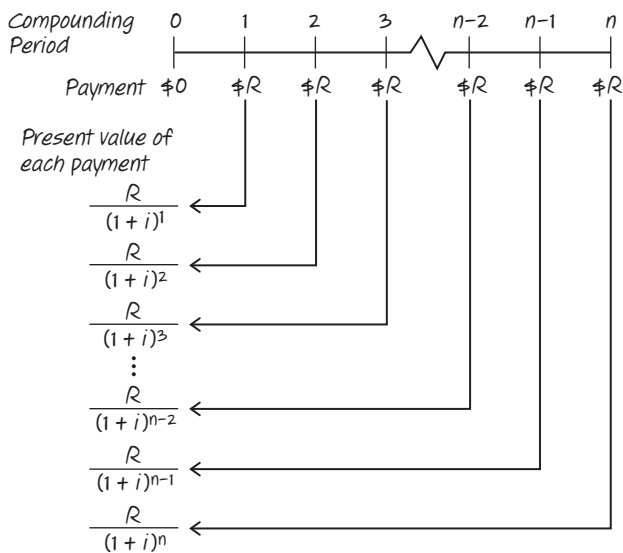 Compounding 0 1 2 3 n-2 n-1 n
Period
Payment $0 $R $R $R $R $R $R
Present value of
each payment
R
(1 + i)¹
R
(1 + i)²
R
(1 + i)³
⋮
R
(1 + i)ⁿ⁻²
R
(1 + i)ⁿ⁻¹
R
(1 + i)ⁿ